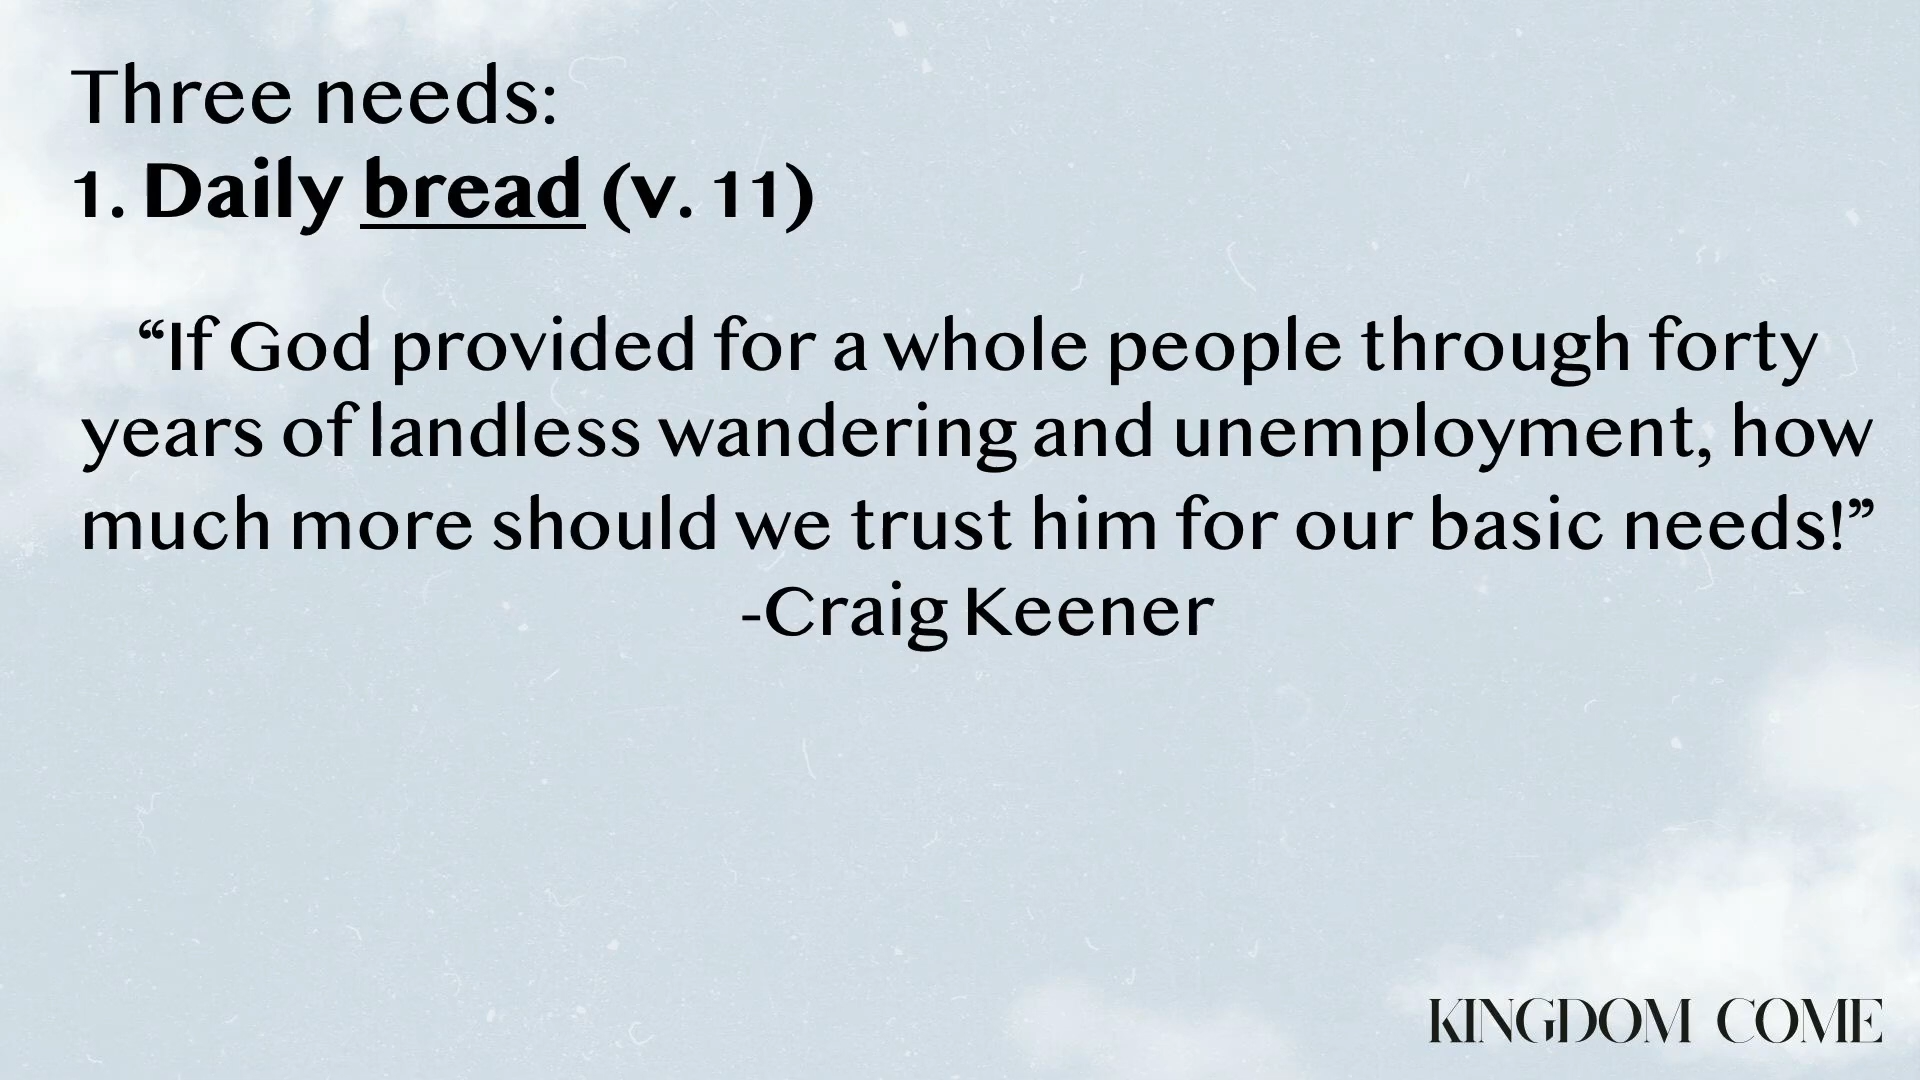 Three needs:
1. Daily bread (v. 11)
“If God provided for a whole people through forty
years of landless wandering and unemployment, how
much more should we trust him for our basic needs!”
-Craig Keener
KINGDOM COME